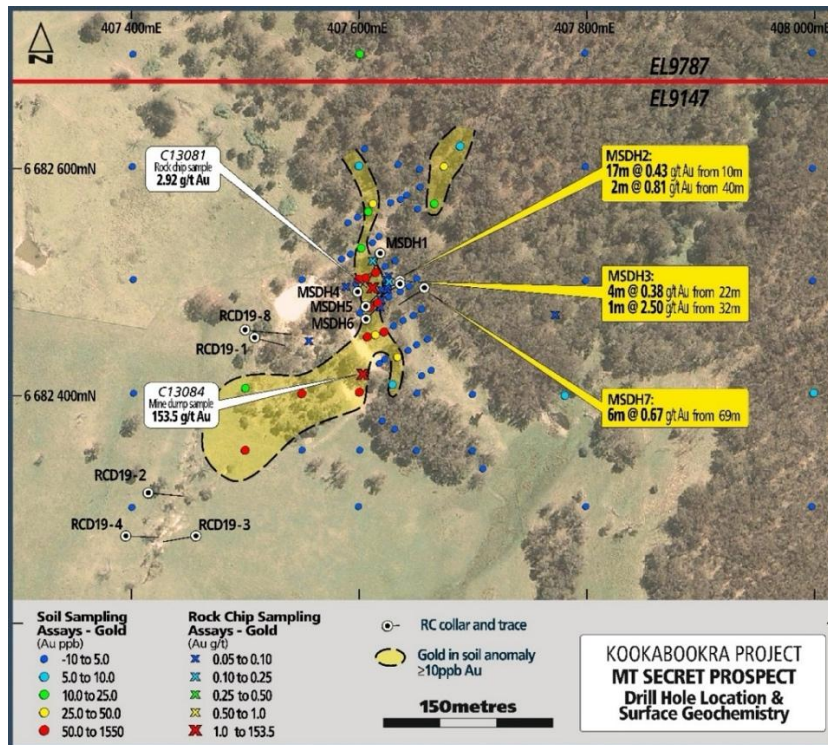 407 400mE
407 600mE
407 800mE
408 000mE
N
EL9787
EL9147
6 682 600mN
C13081
Rock chip sample
2.92 g/t Au
MSDH2:
17m @ 0.43 g/t Au from 10m
2m @ 0.81 g/t Au from 40m
MSDH1
MSDH4
MSDH5
MSDH6
MSDH3
4m @ 0.38 g/t Au from 22m
1m @ 2.50 g/t Au from 32m
RCD19-8
RCD19-1
6 682 400mN
C13084
Mine dump sample
153.5 g/t Au
MSDH7:
6m @ 0.67 g/t Au from 69m
RCD19-2
RCD19-4
RCD19-3
Soil Sampling
Assays - Gold
(Au ppb)
-10 to 5.0
5.0 to 10.0
10.0 to 25.0
25.0 to 50.0
50.0 to 1550
Rock Chip Sampling
Assays - Gold
(Au g/t)
0.05 to 0.10
0.10 to 0.25
0.25 to 0.50
0.50 to 1.0
1.0 to 153.5
RC collar and trace
Gold in soil anomaly
≥10ppb Au
150metres
KOOKABOOKRA PROJECT
MT SECRET PROSPECT
Drill Hole Location &
Surface Geochemistry